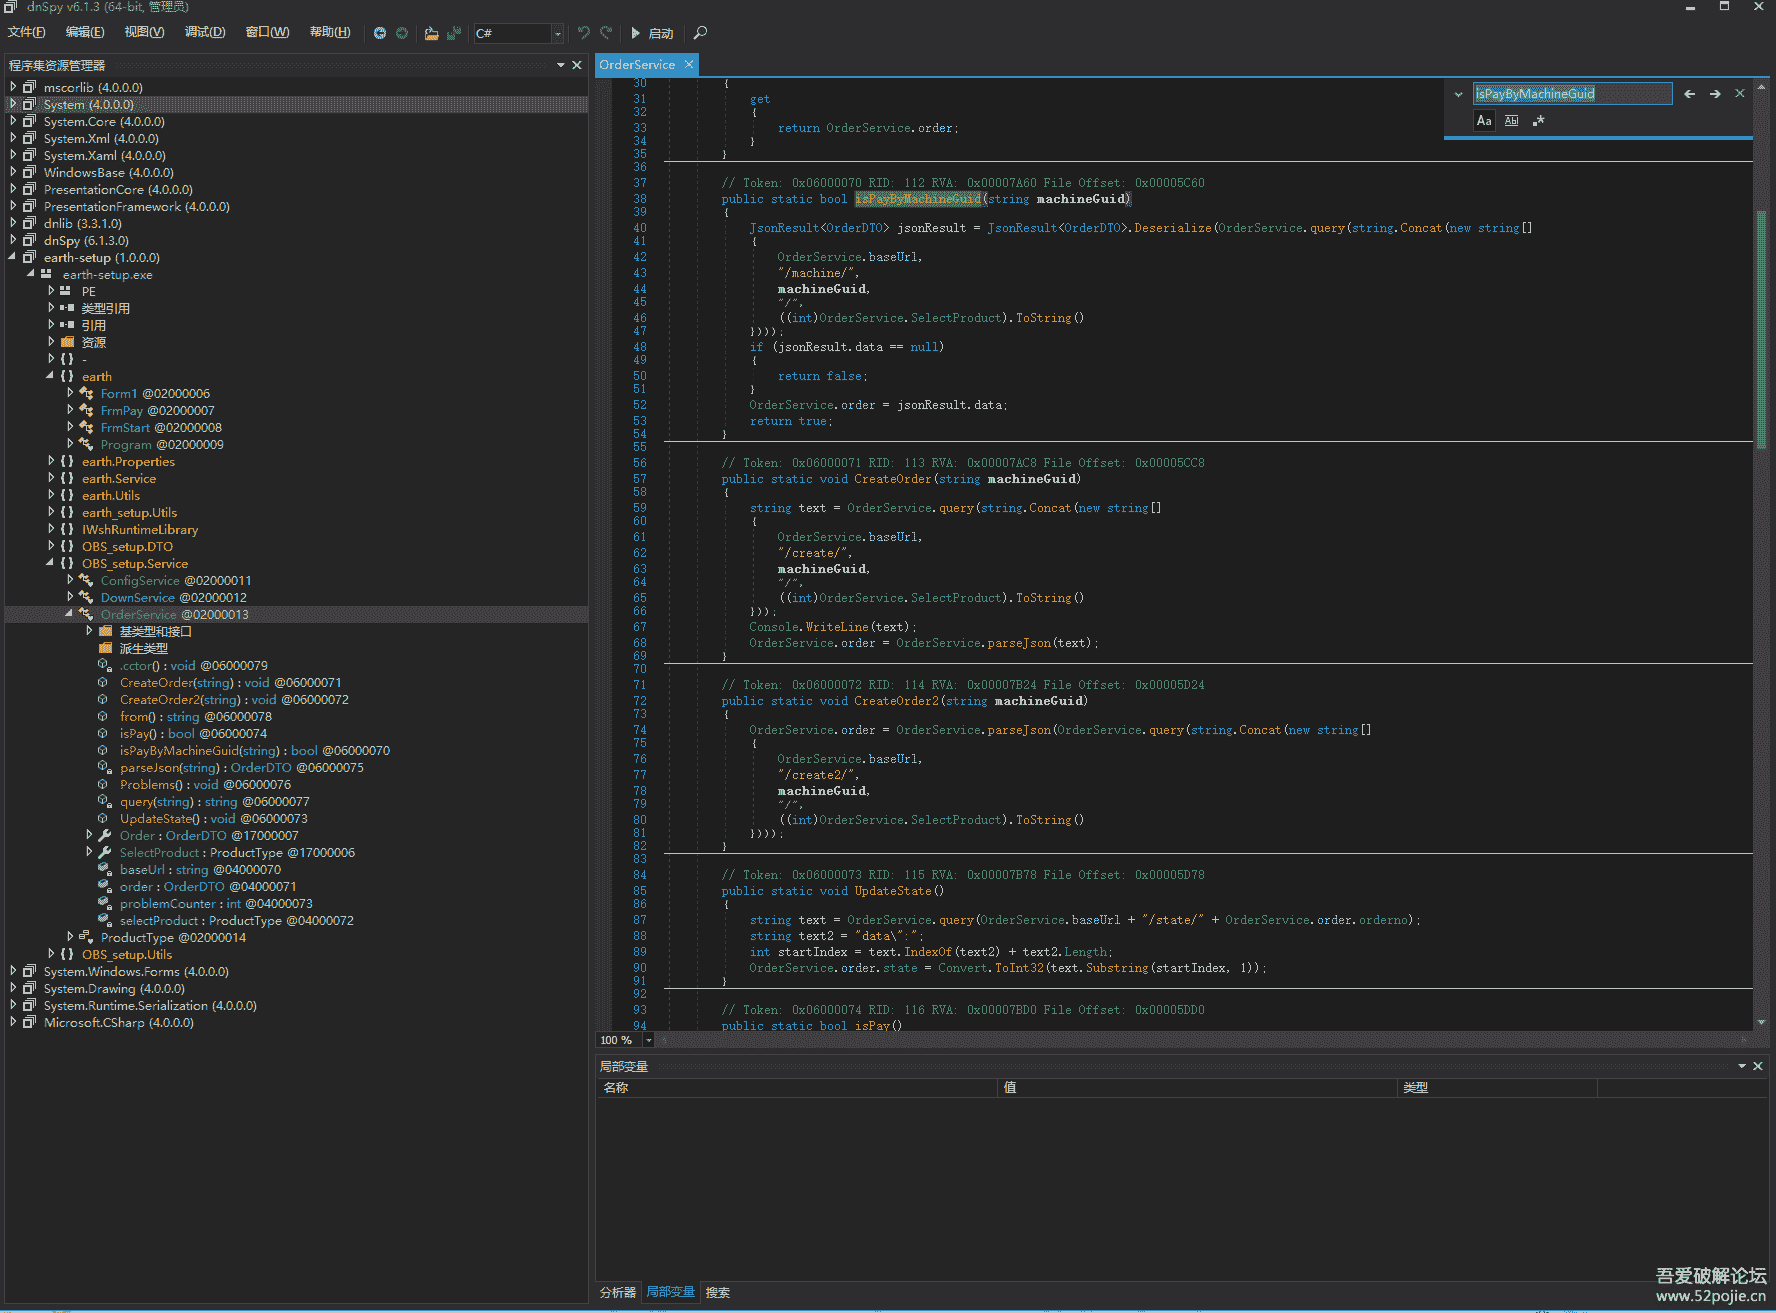 dnSpy v6.1.3 (64-bit, 管理员)
文件(F) 编辑(E) 视图(V) 调试(D) 窗口(W) 帮助(H) C# 启动
程序集资源管理器
mscorlib (4.0.0.0)
System (4.0.0.0)
System.Core (4.0.0.0)
System.Xml (4.0.0.0)
System.Xaml (4.0.0.0)
WindowsBase (4.0.0.0)
PresentationCore (4.0.0.0)
PresentationFramework (4.0.0.0)
dnlib (3.3.1.0)
dnSpy (6.1.3.0)
earth-setup (1.0.0.0)
earth-setup.exe
PE
类型引用
引用
资源
{ } -
{ } earth
Form1 @02000006
FrmPay @02000007
FrmStart @02000008
Program @02000009
{ } earth.Properties
{ } earth.Service
{ } earth.Utils
{ } earth_setup.Utils
{ } IWshRuntimeLibrary
{ } OBS_setup.DTO
{ } OBS_setup.Service
ConfigService @02000011
DownService @02000012
OrderService @02000013
基类型和接口
派生类型
.cctor() : void @06000079
CreateOrder(string) : void @06000071
CreateOrder2(string) : void @06000072
from() : string @06000078
isPay() : bool @06000074
isPayByMachineGuid(string) : bool @06000070
parseJson(string) : OrderDTO @06000075
Problems() : void @06000076
query(string) : string @06000077
UpdateState() : void @06000073
Order : OrderDTO @17000007
SelectProduct : ProductType @17000006
baseUrl : string @04000070
order : OrderDTO @04000071
problemCounter : int @04000073
selectProduct : ProductType @04000072
ProductType @02000014
{ } OBS_setup.Utils
System.Windows.Forms (4.0.0.0)
System.Drawing (4.0.0.0)
System.Runtime.Serialization (4.0.0.0)
Microsoft.CSharp (4.0.0.0)
OrderService
isPayByMachineGuid
Aa
30 {
31 get
32 {
33 return OrderService.order;
34 }
35 }
36
37 // Token: 0x06000070 RID: 112 RVA: 0x00007A60 File Offset: 0x00005C60
38 public static bool isPayByMachineGuid(string machineGuid)
39 {
40 JsonResult<OrderDTO> jsonResult = JsonResult<OrderDTO>.Deserialize(OrderService.query(string.Concat(new string[]
41 {
42 OrderService.baseUrl,
43 "/machine/",
44 machineGuid,
45 "/",
46 ((int)OrderService.SelectProduct).ToString()
47 })));
48 if (jsonResult.data == null)
49 {
50 return false;
51 }
52 OrderService.order = jsonResult.data;
53 return true;
54 }
55
56 // Token: 0x06000071 RID: 113 RVA: 0x00007AC8 File Offset: 0x00005CC8
57 public static void CreateOrder(string machineGuid)
58 {
59 string text = OrderService.query(string.Concat(new string[]
60 {
61 OrderService.baseUrl,
62 "/create/",
63 machineGuid,
64 "/",
65 ((int)OrderService.SelectProduct).ToString()
66 }));
67 Console.WriteLine(text);
68 OrderService.order = OrderService.parseJson(text);
69 }
70
71 // Token: 0x06000072 RID: 114 RVA: 0x00007B24 File Offset: 0x00005D24
72 public static void CreateOrder2(string machineGuid)
73 {
74 OrderService.order = OrderService.parseJson(OrderService.query(string.Concat(new string[]
75 {
76 OrderService.baseUrl,
77 "/create2/",
78 machineGuid,
79 "/",
80 ((int)OrderService.SelectProduct).ToString()
81 })));
82 }
83
84 // Token: 0x06000073 RID: 115 RVA: 0x00007B78 File Offset: 0x00005D78
85 public static void UpdateState()
86 {
87 string text = OrderService.query(OrderService.baseUrl + "/state/" + OrderService.order.orderno);
88 string text2 = "data\":";
89 int startIndex = text.IndexOf(text2) + text2.Length;
90 OrderService.order.state = Convert.ToInt32(text.Substring(startIndex, 1));
91 }
92
93 // Token: 0x06000074 RID: 116 RVA: 0x00007BD0 File Offset: 0x00005DD0
94 public static bool isPay()
100 %
局部变量
名称 值 类型
分析器 局部变量 搜索
吾爱破解论坛
www.52pojie.cn